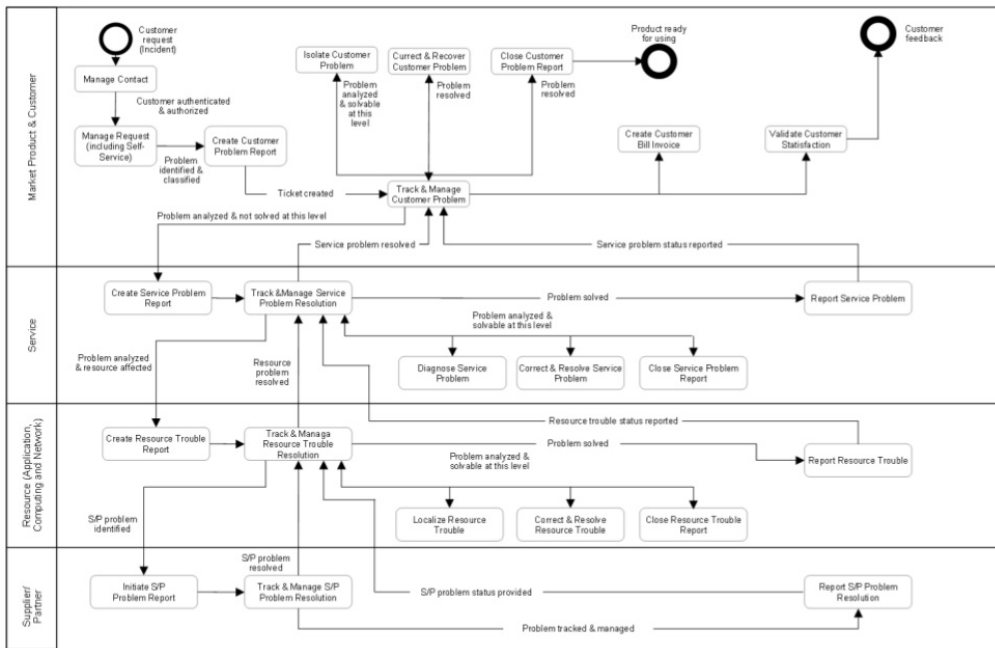 Market Product & Customer
Customer
request
(Incident)
Manage Contact
Customer authenticated
& authorized
Manage Request
(including Self-
Service)
Problem
identified &
classified
Create Customer
Problem Report
Ticket created
Isolate Customer
Problem
Problem
analyzed
& solvable
at this
level
Currect & Recover
Customer Problem
Problem
resolved
Close Customer
Problem Report
Problem
resolved
Product ready
for using
Customer
feedback
Create Customer
Bill Invoice
Validate Customer
Statisfaction
Track & Manage
Customer Problem
Problem analyzed & not solved at this level
Service problem resolved
Service problem status reported
Service
Create Service Problem
Report
Track &Manage Service
Problem Resolution
Problem solved
Report Service Problem
Problem analyzed &
solvable at this level
Problem analyzed
& resource affected
Resource
problem
resolved
Diagnose Service
Problem
Correct & Resolve Service
Problem
Close Service Problem
Report
Resource trouble status reported
Resource (Application,
Computing and Network)
Create Resource Trouble
Report
Track & Managa
Resource Trouble
Resolution
Problem solved
Report Resource Trouble
Problem analyzed &
solvable at this level
S/P problem
identified
Localize Resource
Trouble
Correct & Resolve
Resource Trouble
Close Resource Trouble
Report
S/P problem
resolved
Supplier/
Partner
Initiate S/P
Problem Report
Track & Manage S/P
Problem Resolution
S/P problem status provided
Report S/P Problem
Resolution
Problem tracked & managed